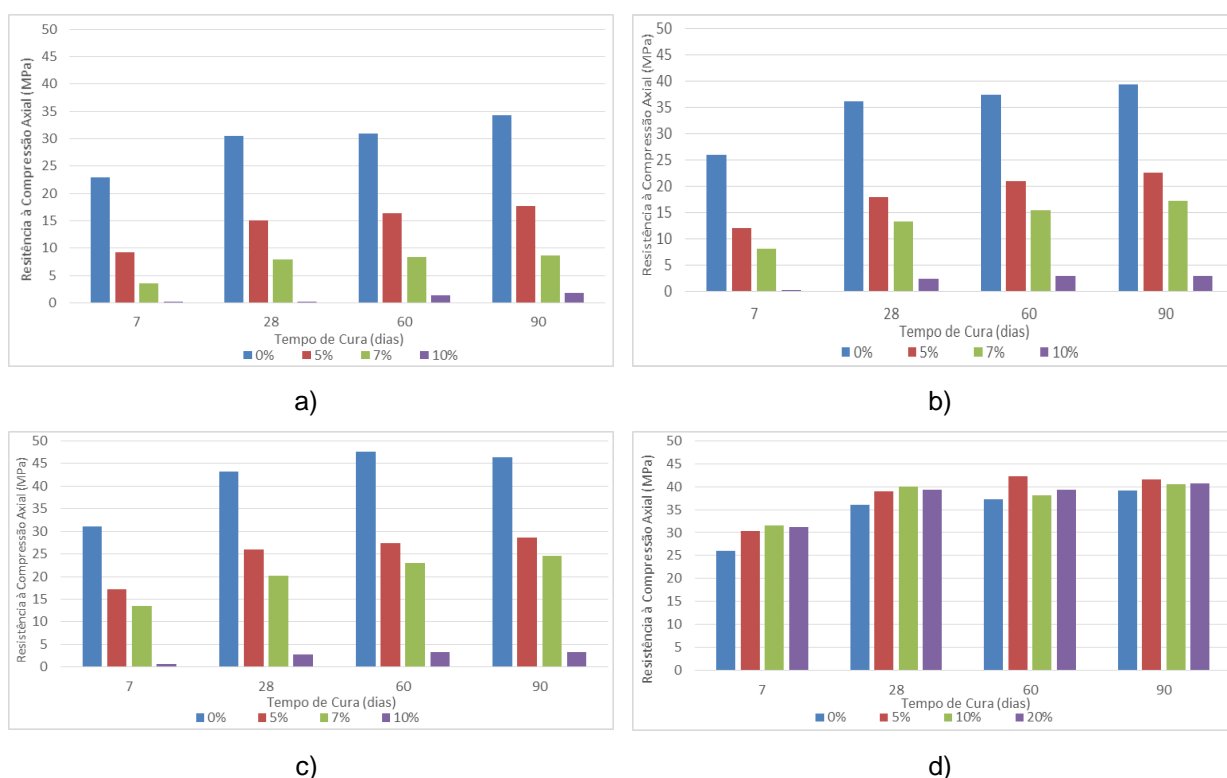 Resitência à Compressão Axial (MPa)
50
45
40
35
30
25
20
15
10
5
0
7 28 60 90
Tempo de Cura (dias)
0% 5% 7% 10%
a)
Resistência à Compressão Axial (MPa)
50
45
40
35
30
25
20
15
10
5
0
7 28 60 90
Tempo de Cura (dias)
0% 5% 7% 10%
b)
Resistência à Compressão Axial (MPa)
50
45
40
35
30
25
20
15
10
5
0
7 28 60 90
Tempo de Cura (dias)
0% 5% 7% 10%
c)
Resistência à Compressão Axial (MPa)
50
45
40
35
30
25
20
15
10
5
0
7 28 60 90
Tempo de Cura (dias)
0% 5% 10% 20%
d)